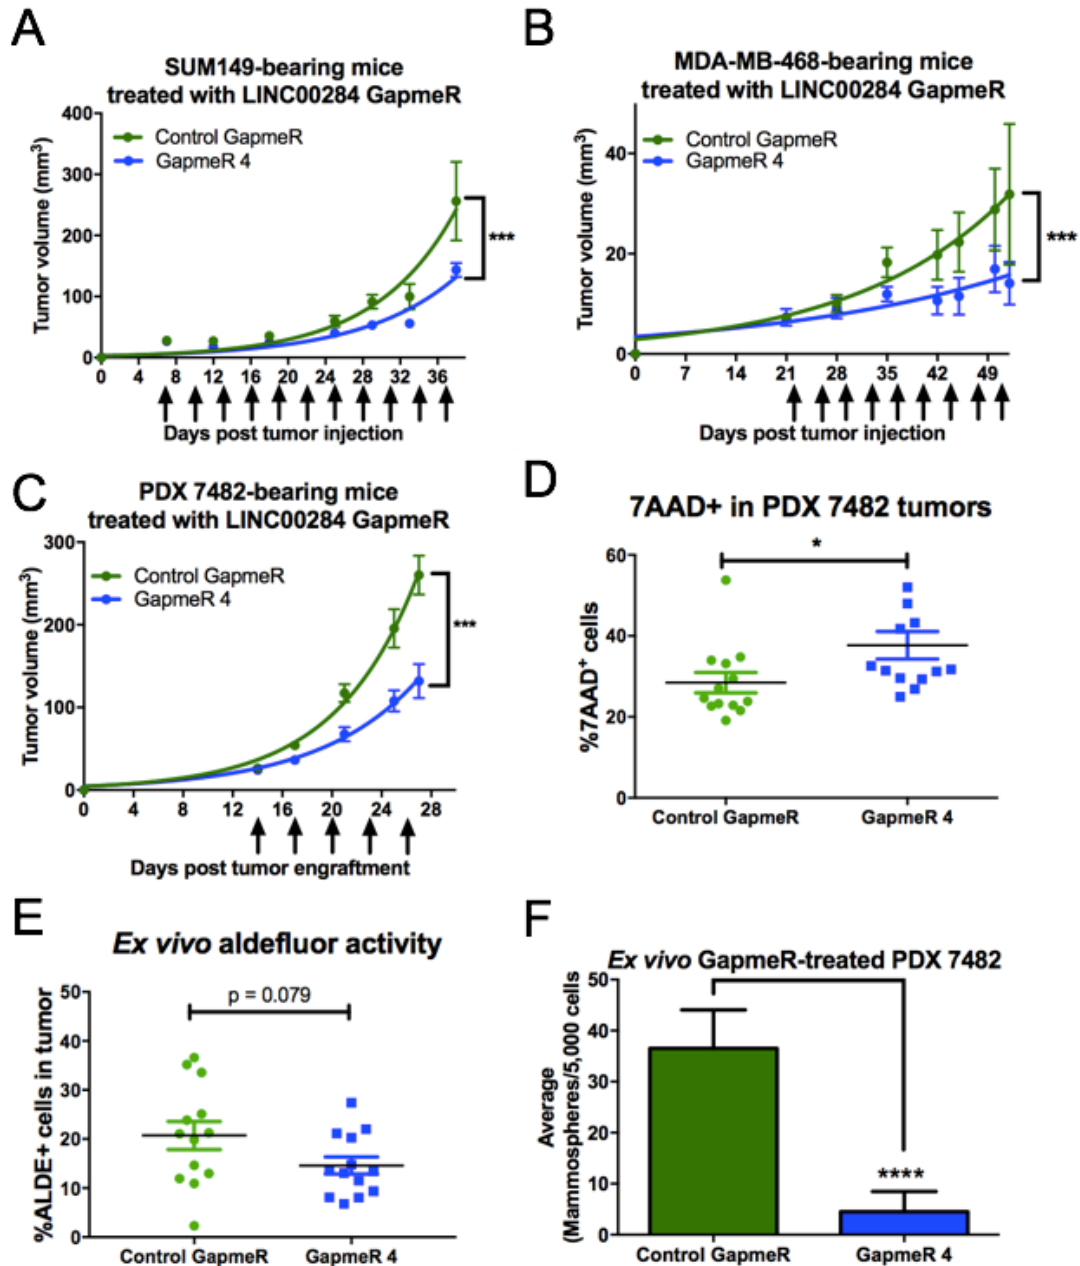 A
SUM149-bearing mice
treated with LINC00284 GapmeR
Control GapmeR
GapmeR 4
Tumor volume (mm³)
400
300
200
100
0
***
0 4 8 12 16 20 24 28 32 36
Days post tumor injection
B
MDA-MB-468-bearing mice
treated with LINC00284 GapmeR
Control GapmeR
GapmeR 4
Tumor volume (mm³)
40
20
0
***
0 7 14 21 28 35 42 49
Days post tumor injection
C
PDX 7482-bearing mice
treated with LINC00284 GapmeR
Control GapmeR
GapmeR 4
Tumor volume (mm³)
300
200
100
0
***
0 4 8 12 16 20 24 28
Days post tumor engraftment
D
7AAD+ in PDX 7482 tumors
*
%7AAD⁺ cells
60
40
20
0
Control GapmeR GapmeR 4
E
Ex vivo aldefluor activity
p = 0.079
%ALDE+ cells in tumor
50
40
30
20
10
0
Control GapmeR GapmeR 4
F
Ex vivo GapmeR-treated PDX 7482
Average
(Mammospheres/5,000 cells
50
40
30
20
10
0
****
Control GapmeR GapmeR 4